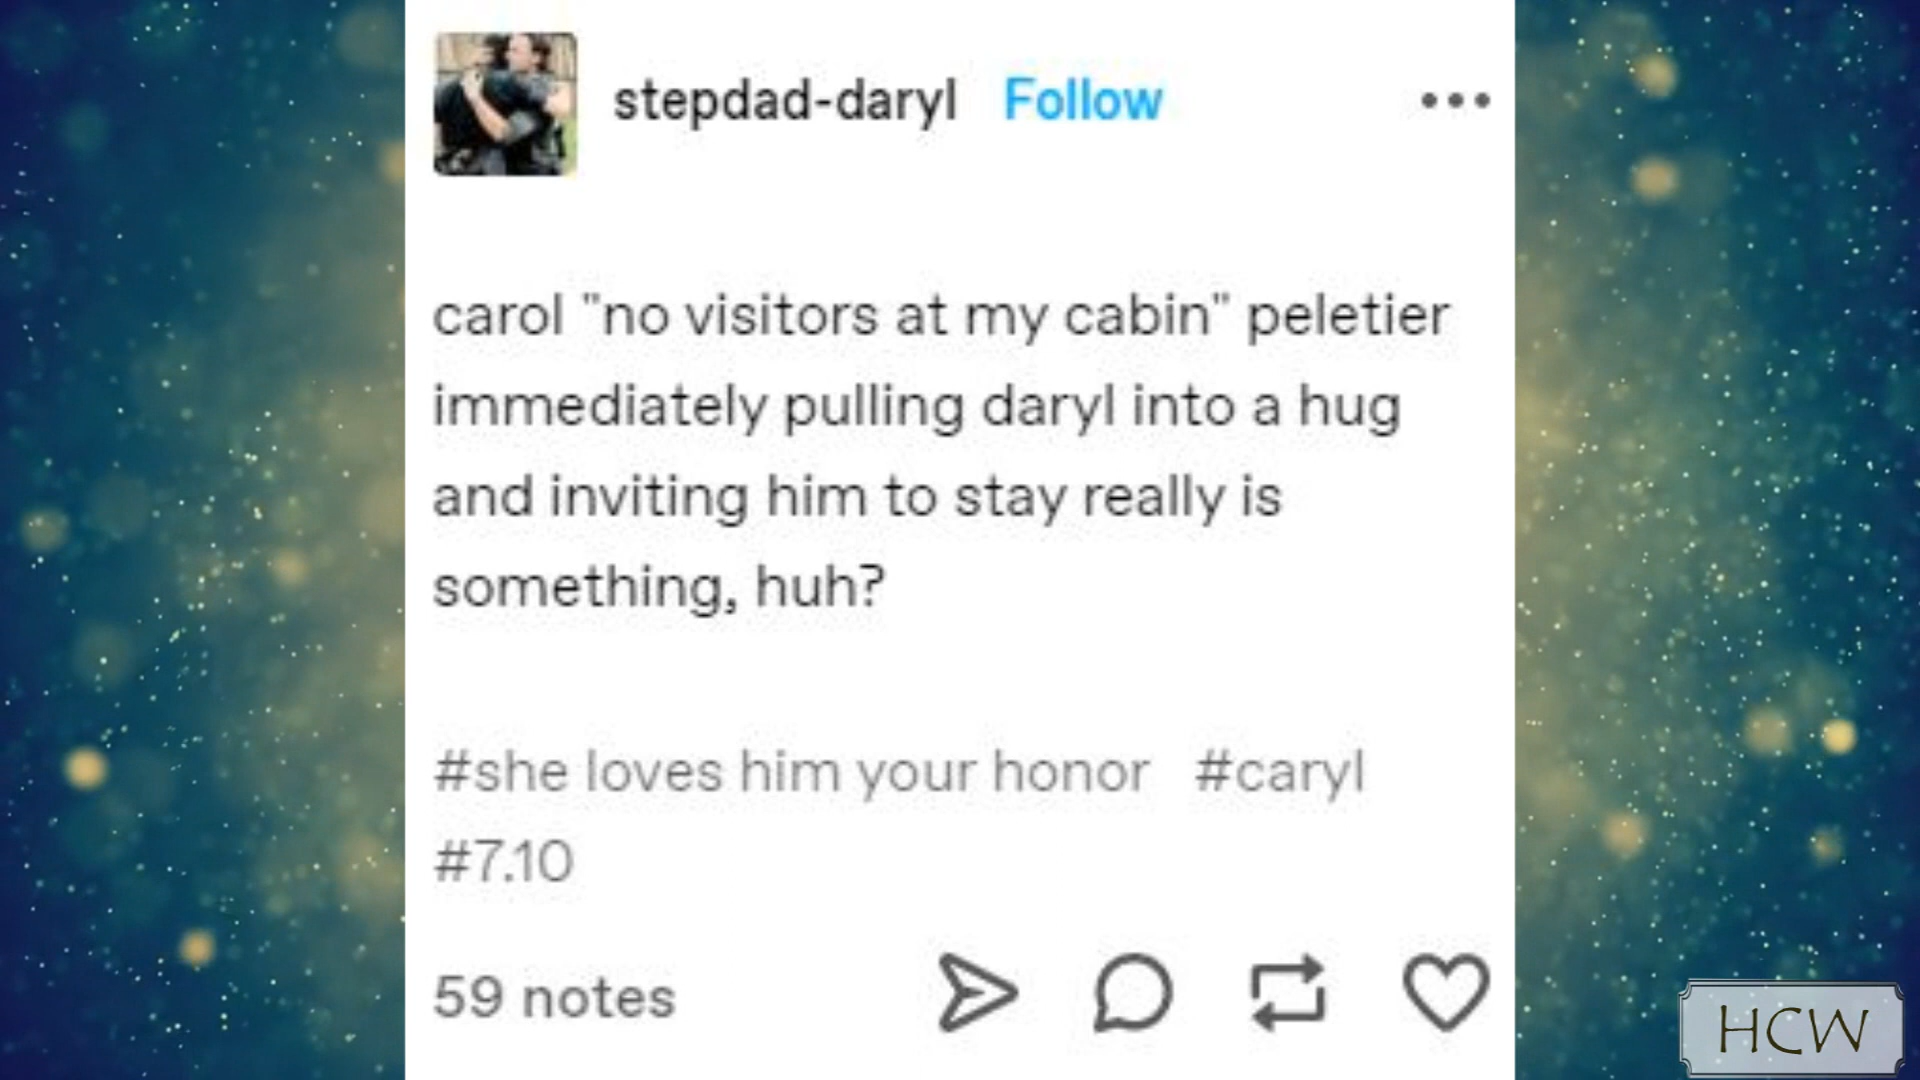 stepdad-daryl Follow
carol "no visitors at my cabin" peletier
immediately pulling daryl into a hug
and inviting him to stay really is
something, huh?
#she loves him your honor #caryl
#7.10
59 notes
HCW